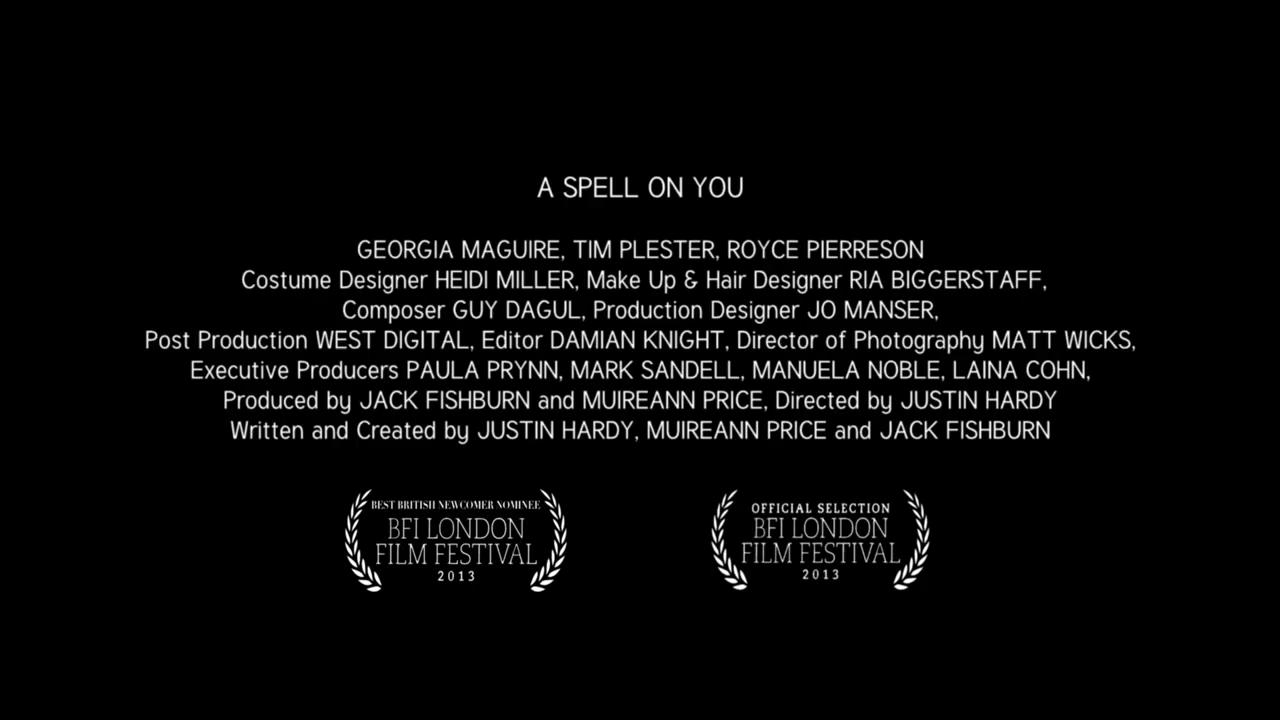 A SPELL ON YOU
GEORGIA MAGUIRE, TIM PLESTER, ROYCE PIERRESON
Costume Designer HEIDI MILLER, Make Up & Hair Designer RIA BIGGERSTAFF,
Composer GUY DAGUL, Production Designer JO MANSER,
Post Production WEST DIGITAL, Editor DAMIAN KNIGHT, Director of Photography MATT WICKS,
Executive Producers PAULA PRYNN, MARK SANDELL, MANUELA NOBLE, LAINA COHN,
Produced by JACK FISHBURN and MUIREANN PRICE, Directed by JUSTIN HARDY
Written and Created by JUSTIN HARDY, MUIREANN PRICE and JACK FISHBURN
BEST BRITISH NEWCOMER NOMINEE
BFI LONDON
FILM FESTIVAL
2013
OFFICIAL SELECTION
BFI LONDON
FILM FESTIVAL
2013